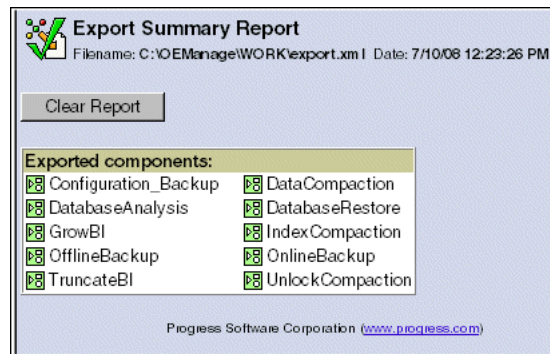 Export Summary Report
Filename: C:\OEManage\WORK\export.xml Date: 7/10/08 12:23:26 PM
Clear Report
Exported components:
Configuration_Backup DataCompaction
DatabaseAnalysis DatabaseRestore
GrowBI IndexCompaction
OfflineBackup OnlineBackup
TruncateBI UnlockCompaction
Progress Software Corporation (www.progress.com)